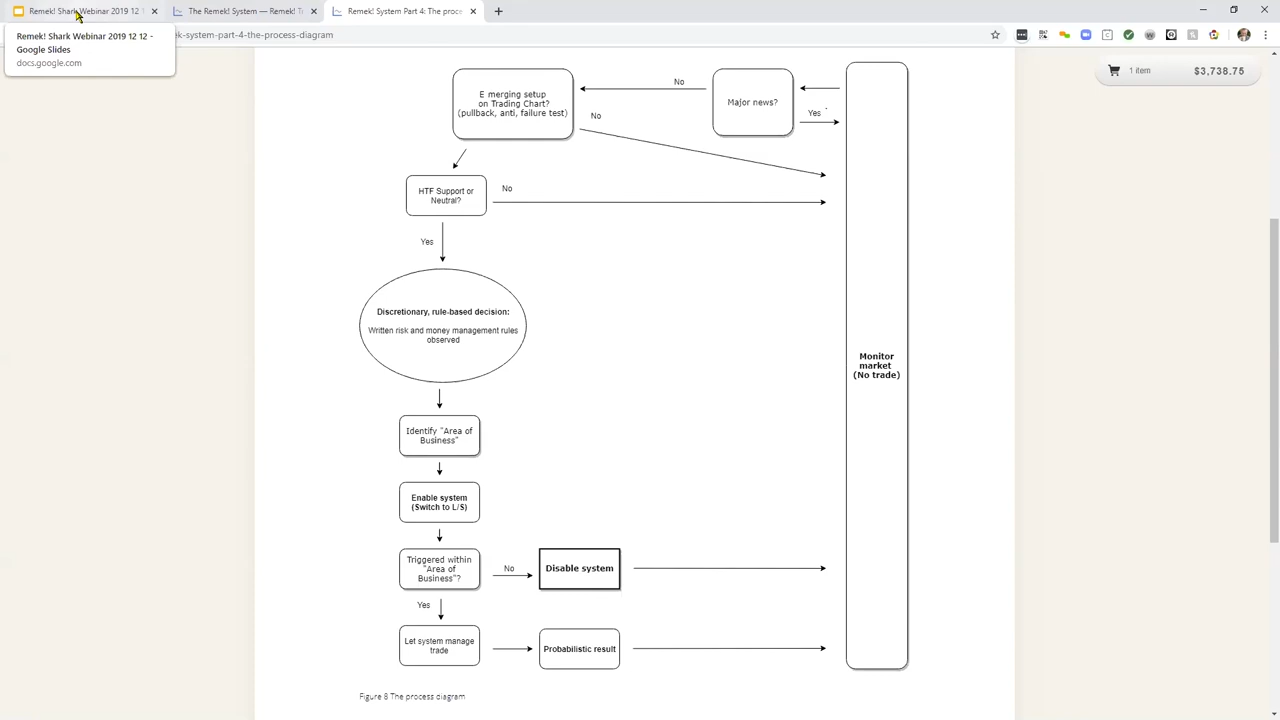 Remek! Shark Webinar 2019 12 1
The Remek! System — Remek! T
Remek! System Part 4: The proce
ek-system-part-4-the-process-diagram
Remek! Shark Webinar 2019 12 12 -
Google Slides
docs.google.com
1 item
$3,738.75
E merging setup
on Trading Chart?
(pullback, anti, failure test)
No
Major news?
Yes
No
HTF Support or
Neutral?
No
Yes
Discretionary, rule-based decision:
Written risk and money management rules
observed
Monitor
market
(No trade)
Identify "Area of
Business"
Enable system
(Switch to L/S)
Triggered within
"Area of
Business"?
No
Disable system
Yes
Let system manage
trade
Probabilistic result
Figure 8 The process diagram